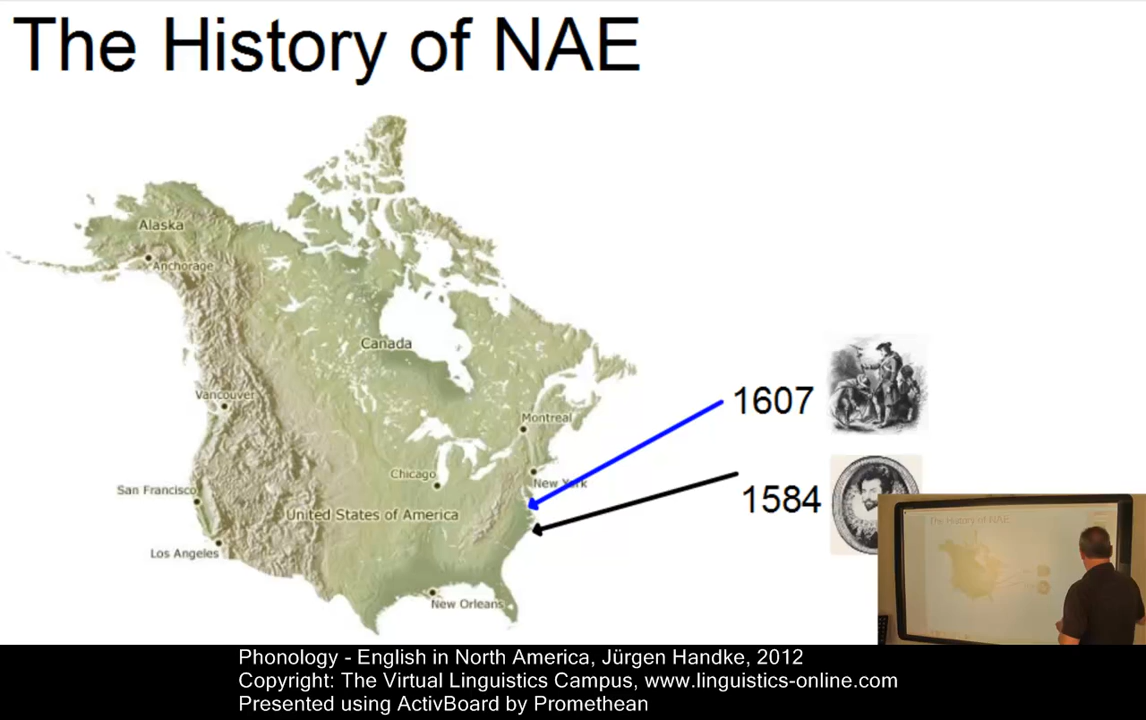 The History of NAE
Alaska
Anchorage
Canada
Vancouver
Montreal
1607
Chicago
New York
San Francisco
1584
United States of America
Los Angeles
New Orleans
The History of NAE
Phonology - English in North America, Jürgen Handke, 2012
Copyright: The Virtual Linguistics Campus, www.linguistics-online.com
Presented using ActivBoard by Promethean